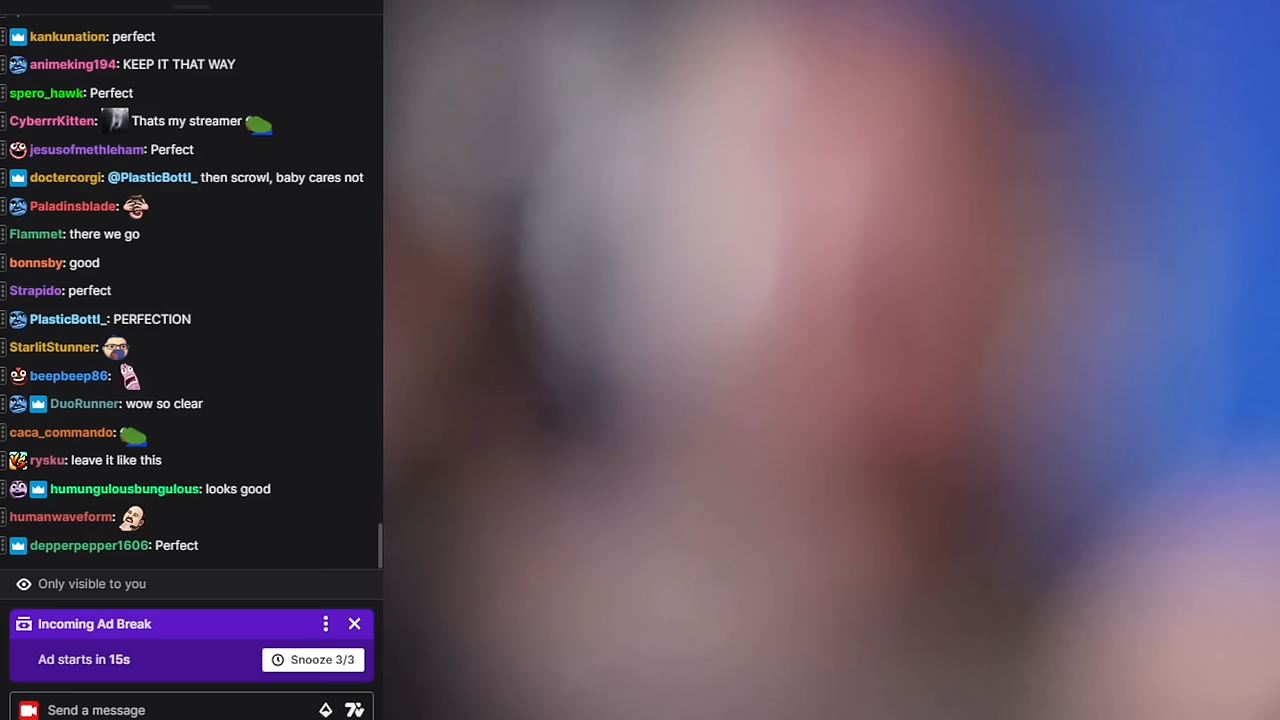 kankunation: perfect
animeking194: KEEP IT THAT WAY
spero_hawk: Perfect
CyberrrKitten: Thats my streamer
jesusofmethleham: Perfect
doctercorgi: @PlasticBottl_ then scrowl, baby cares not
Paladinsblade:
Flammet: there we go
bonnsby: good
Strapido: perfect
PlasticBottl_: PERFECTION
StarlitStunner:
beepbeep86:
DuoRunner: wow so clear
caca_commando:
rysku: leave it like this
humungulousbungulous: looks good
humanwaveform:
depperpepper1606: Perfect
Only visible to you
Incoming Ad Break
Ad starts in 15s
Snooze 3/3
Send a message